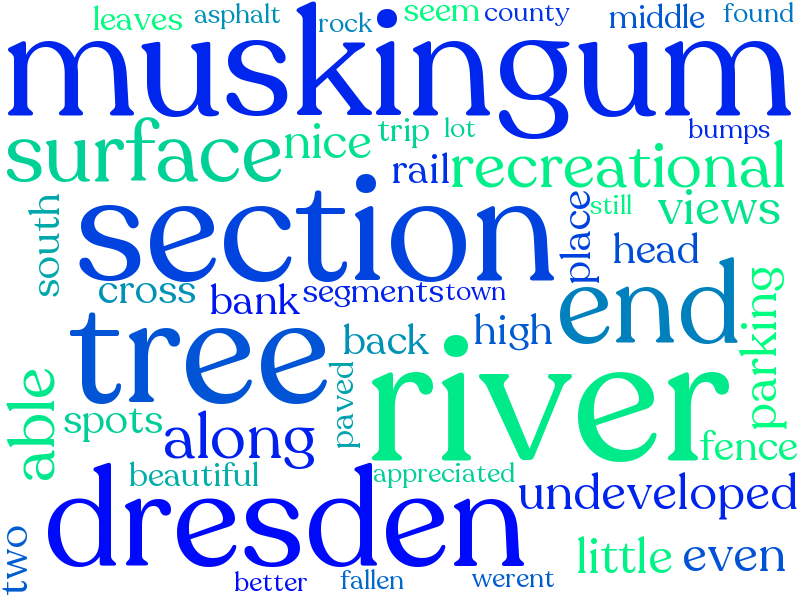 leaves asphalt rock seem county middle found
muskingum
surface nice trip lot bumps
rail recreational
south section place still views
cross bank segments town head
tree back high end parking
able spots along paved river fence
beautiful appreciated
dresden undeveloped
two little even
better fallen werent